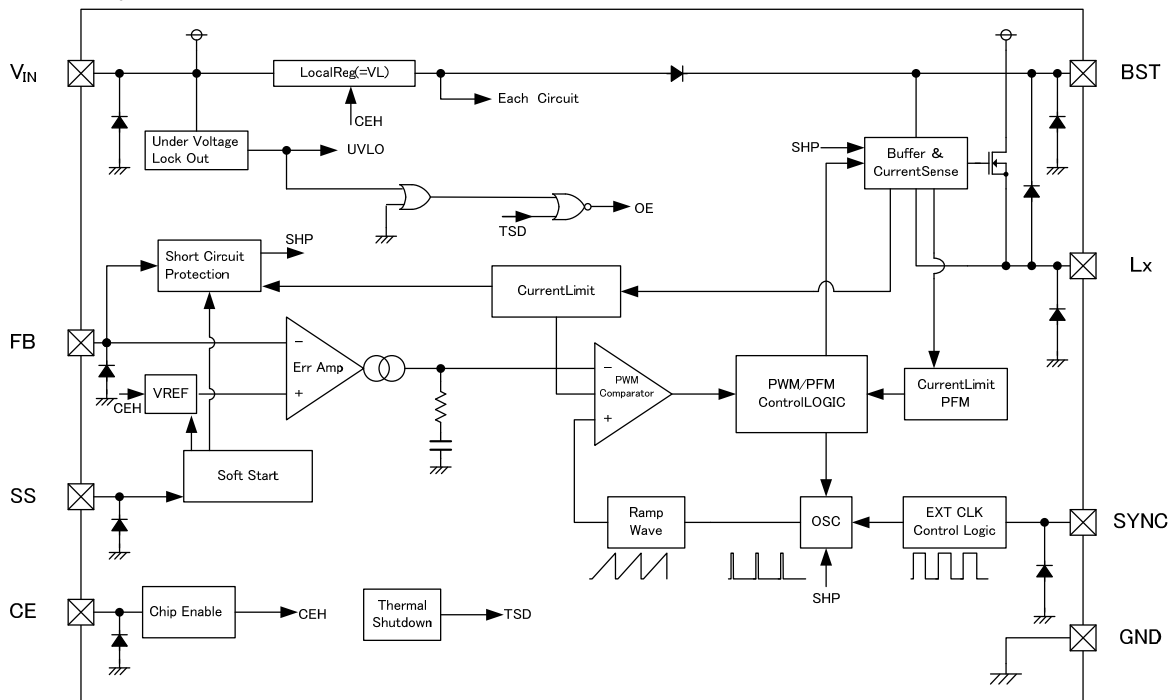 VIN
LocalReg(=VL)
BST
Each Circuit
CEH
Under Voltage
Lock Out
UVLO
SHP
Buffer &
CurrentSense
OE
TSD
SHP
Short Circuit
Protection
CurrentLimit
Lx
FB
Err Amp
−
+
VREF
CEH
−
PWM
Comparator
+
PWM/PFM
ControlLOGIC
CurrentLimit
PFM
Soft Start
SS
Ramp
Wave
OSC
EXT CLK
Control Logic
SYNC
SHP
CE
Chip Enable
CEH
Thermal
Shutdown
TSD
GND